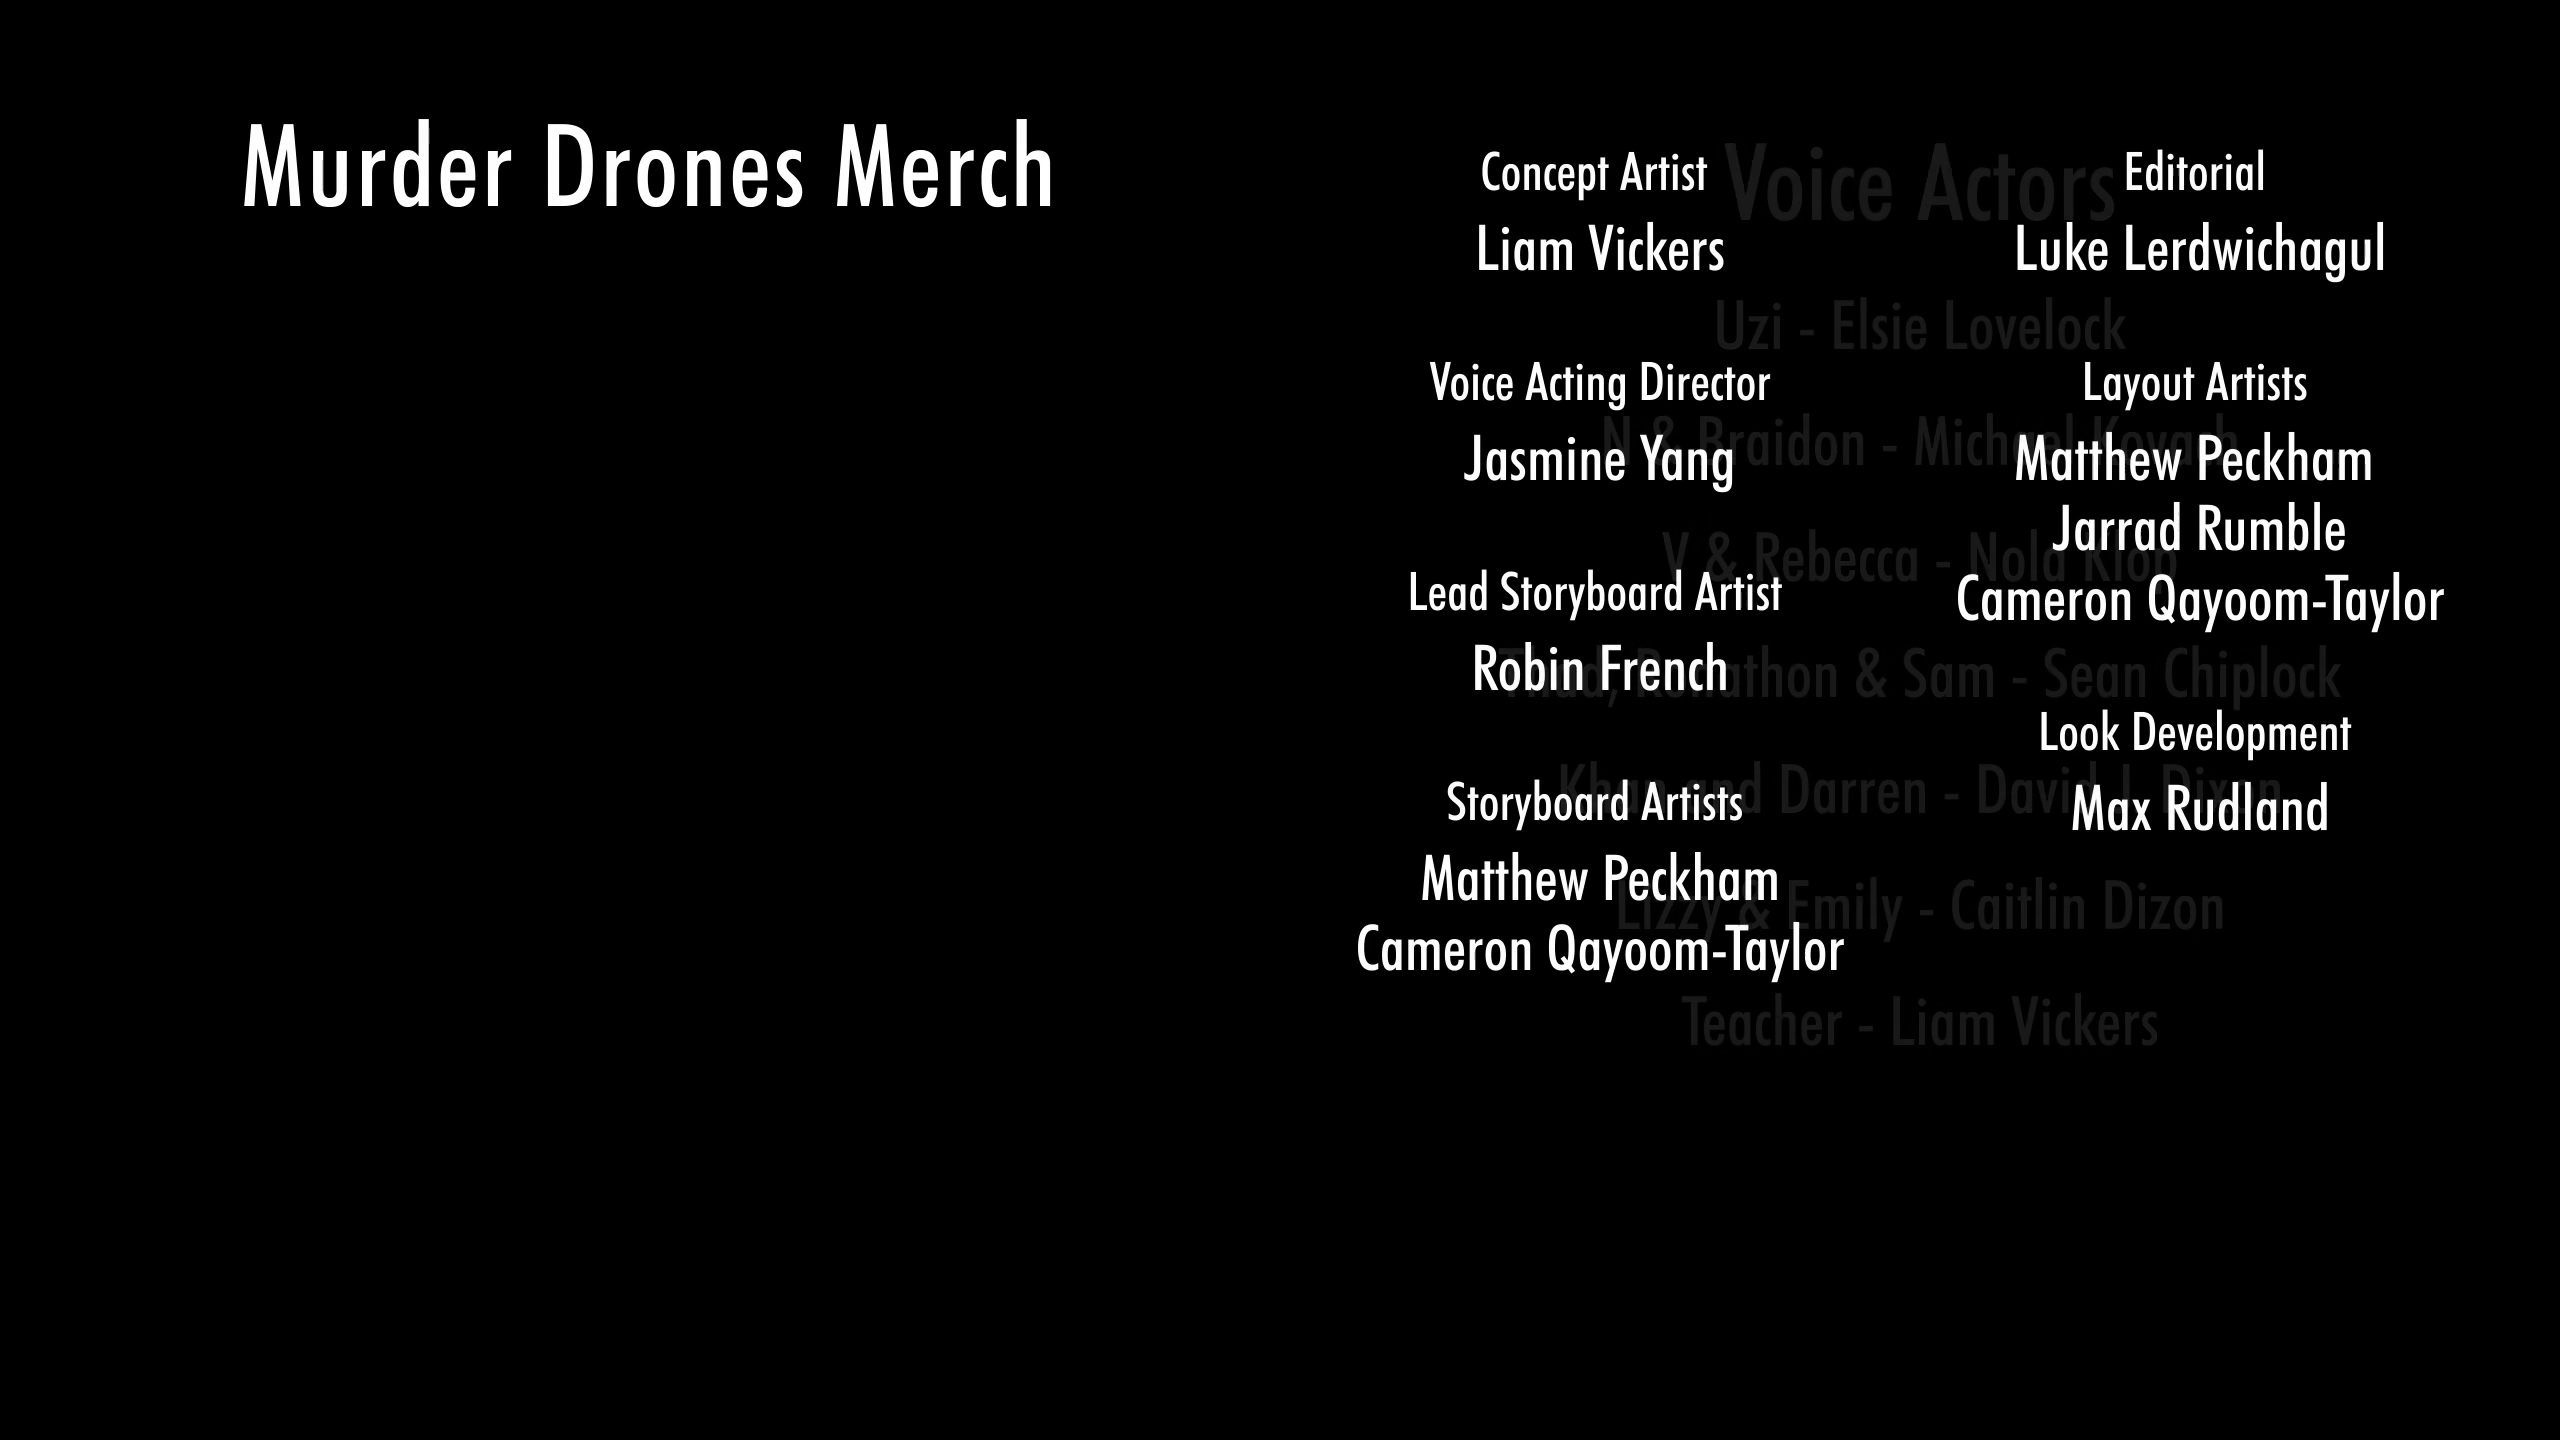 Murder Drones Merch
Concept Artist
Liam Vickers
Voice Acting Director
Jasmine Yang
Lead Storyboard Artist
Robin French
Storyboard Artists
Matthew Peckham
Cameron Qayoom-Taylor
Editorial
Luke Lerdwichagul
Layout Artists
Matthew Peckham
Jarrad Rumble
Cameron Qayoom-Taylor
Look Development
Max Rudland
Voice Actors
Uzi - Elsie Lovelock
N & Braidon - Michael Kovach
V & Rebecca - Nola Klop
Thad, & Sam - Sean Chiplock
Khan and Darren - David J. Dixon
Lizzy & Emily - Caitlin Dizon
Teacher - Liam Vickers